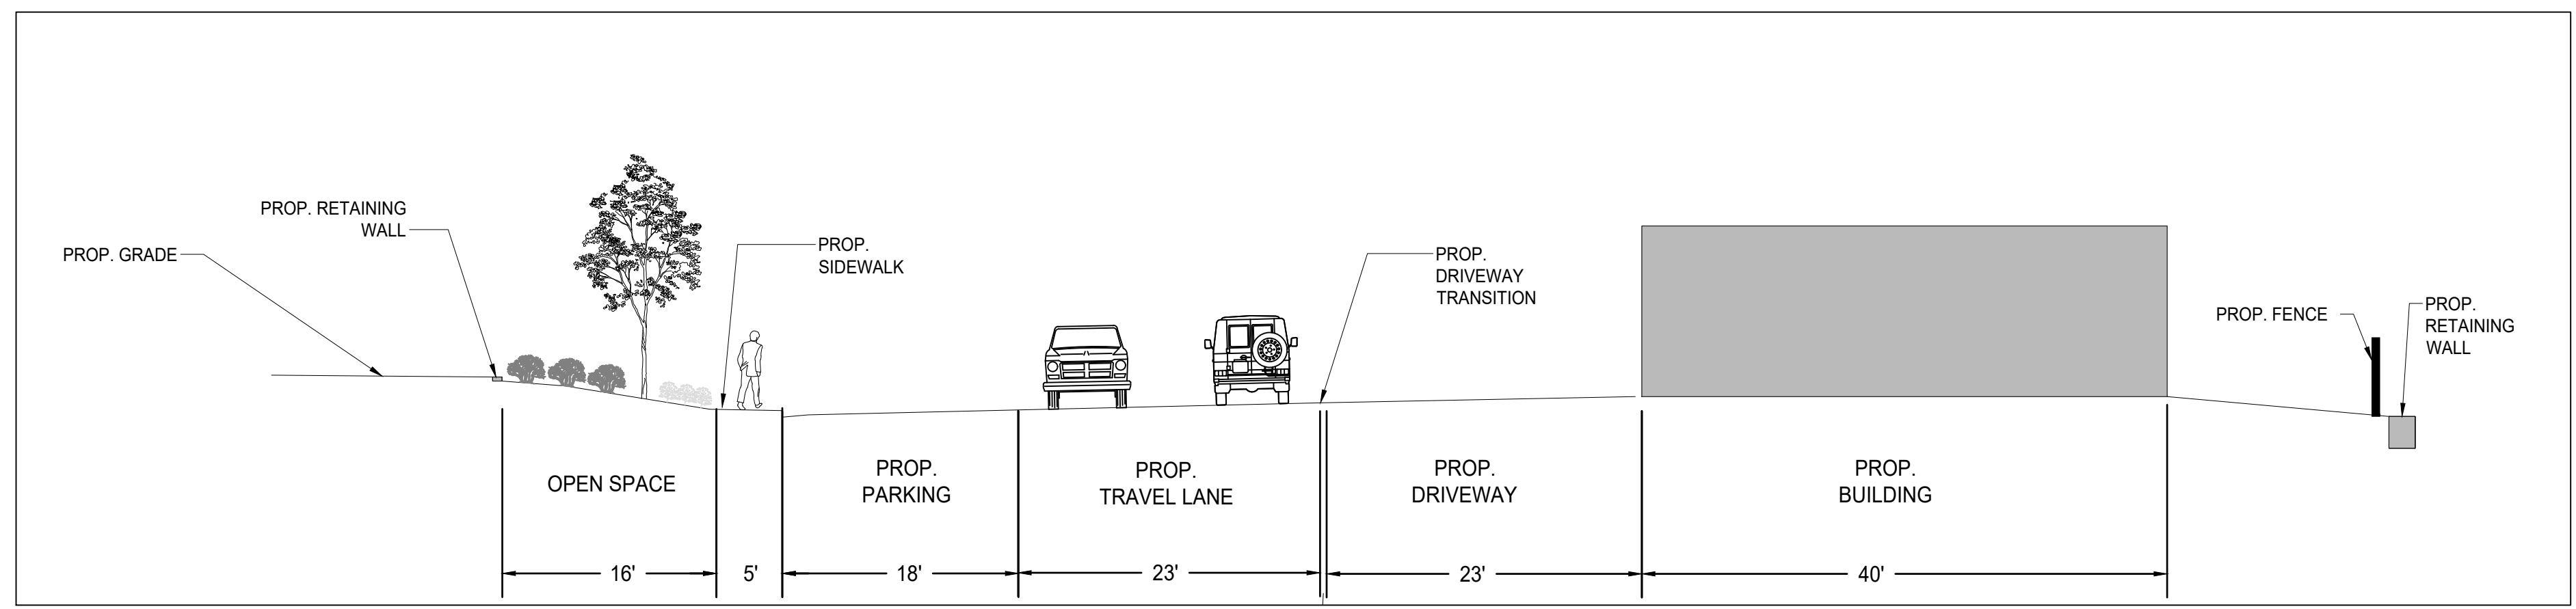 PROP. RETAINING
WALL
PROP. GRADE
PROP.
SIDEWALK
PROP.
DRIVEWAY
TRANSITION
PROP. FENCE
PROP.
RETAINING
WALL
OPEN SPACE
PROP.
PARKING
PROP.
TRAVEL LANE
PROP.
DRIVEWAY
PROP.
BUILDING
16'
5'
18'
23'
23'
40'